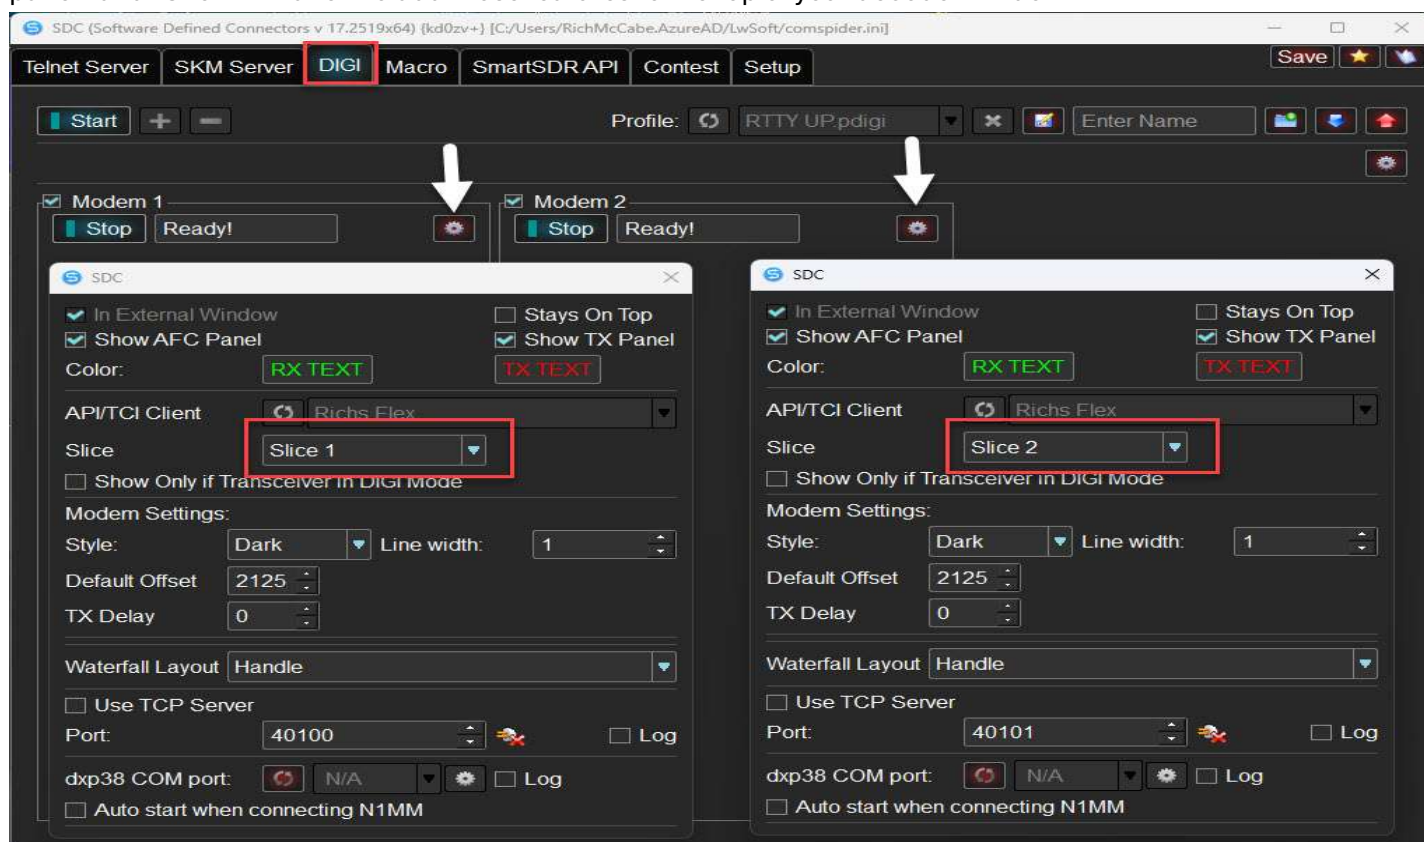 SDC (Software Defined Connectors v 17.2519x64) {kd0zv+} [C:/Users/RichMcCabe.AzureAD/LwSoft/comspider.ini]
Telnet Server SKM Server DIGI Macro SmartSDR API Contest Setup Save
Start Profile: RTTY UP.pdigi Enter Name
Modem 1 Modem 2
Stop Ready! Stop Ready!
SDC
In External Window Stays On Top
Show AFC Panel Show TX Panel
Color: RX TEXT TX TEXT
API/TCI Client Richs Flex
Slice Slice 1
Show Only if Transceiver in DIGI Mode
Modem Settings:
Style: Dark Line width: 1
Default Offset 2125
TX Delay 0
Waterfall Layout Handle
Use TCP Server
Port: 40100 Log
dxp38 COM port: N/A Log
Auto start when connecting N1MM
SDC
In External Window Stays On Top
Show AFC Panel Show TX Panel
Color: RX TEXT TX TEXT
API/TCI Client Richs Flex
Slice Slice 2
Show Only if Transceiver in DIGI Mode
Modem Settings:
Style: Dark Line width: 1
Default Offset 2125
TX Delay 0
Waterfall Layout Handle
Use TCP Server
Port: 40101 Log
dxp38 COM port: N/A Log
Auto start when connecting N1MM